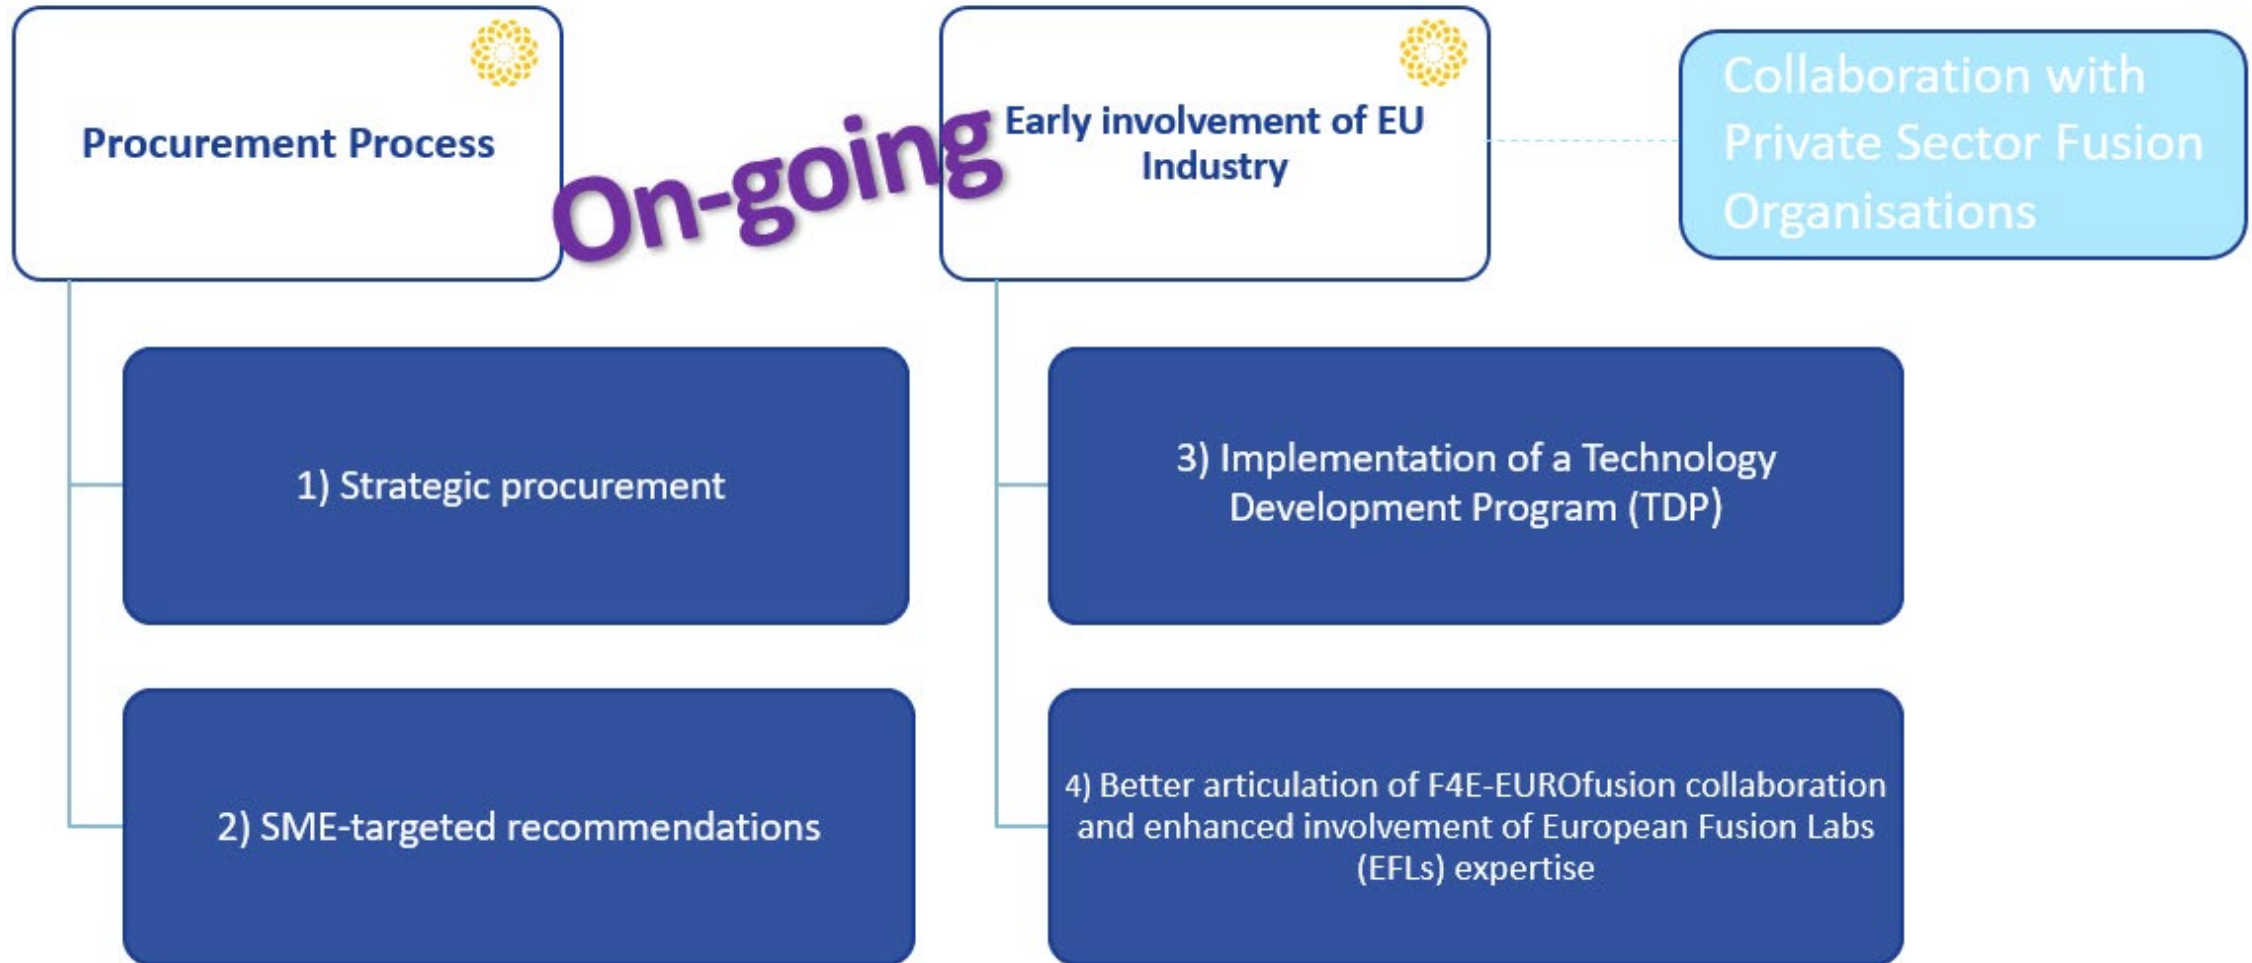 Procurement Process
On-going
Early involvement of EU
Industry
Collaboration with
Private Sector Fusion
Organisations
1) Strategic procurement
2) SME-targeted recommendations
3) Implementation of a Technology
Development Program (TDP)
4) Better articulation of F4E-EUROfusion collaboration
and enhanced involvement of European Fusion Labs
(EFLs) expertise